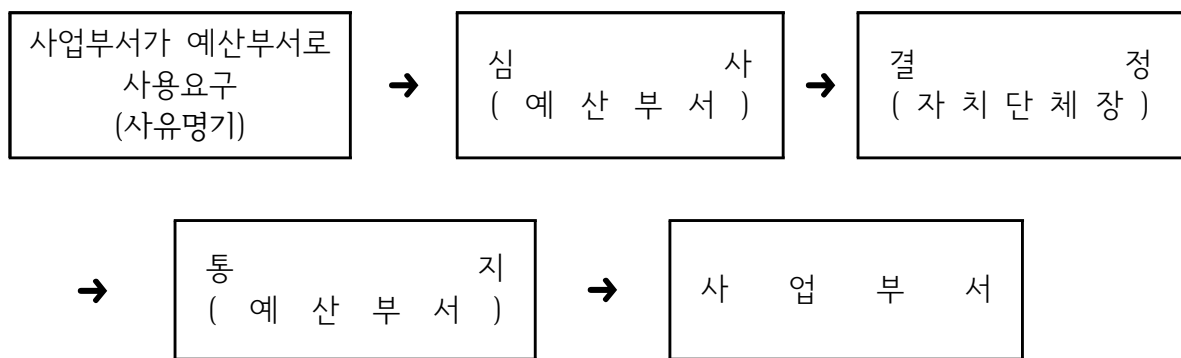 사업부서가 예산부서로
사용요구
(사유명기)
➜
심 사
( 예 산 부 서 )
➜
결 정
( 자 치 단 체 장 )
➜
통 지
( 예 산 부 서 )
➜
사 업 부 서